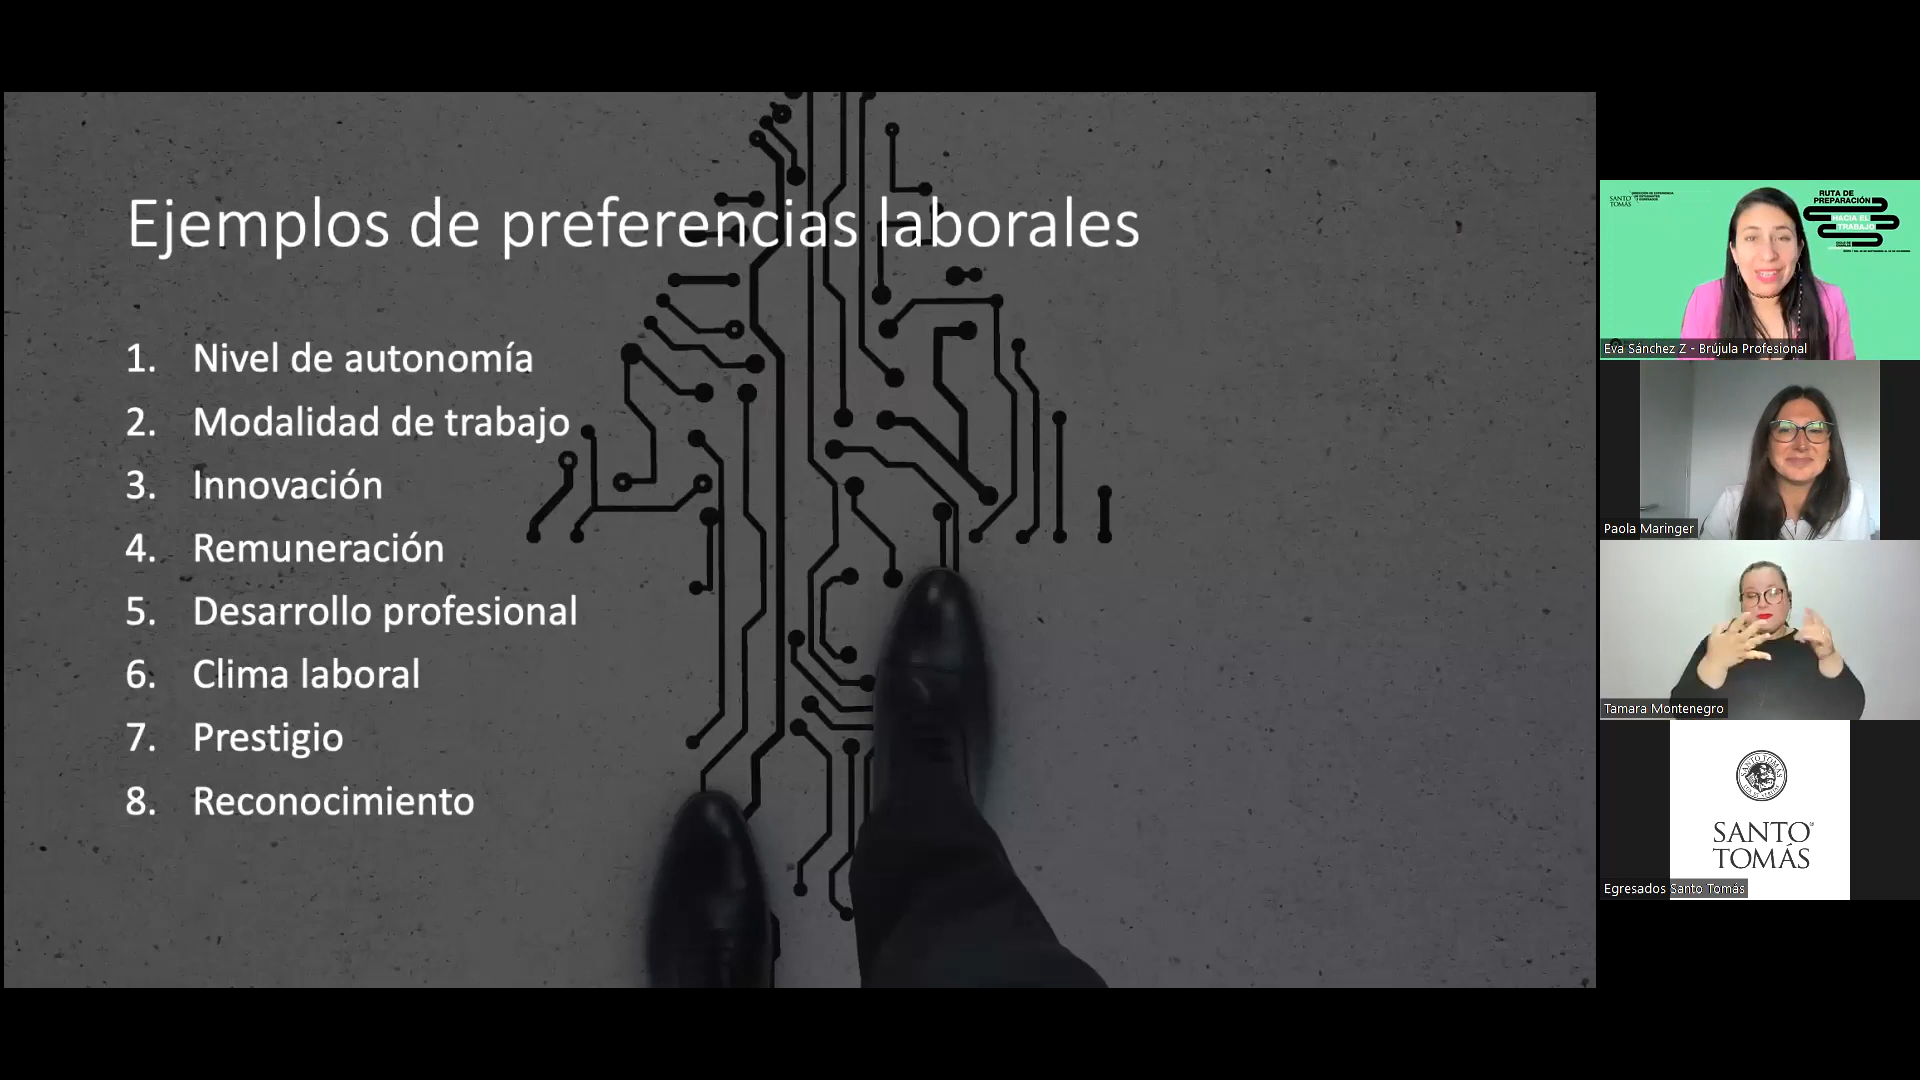 Ejemplos de preferencias laborales
1. Nivel de autonomía
2. Modalidad de trabajo
3. Innovación
4. Remuneración
5. Desarrollo profesional
6. Clima laboral
7. Prestigio
8. Reconocimiento
SANTO TOMÁS
RUTA DE
PREPARACIÓN
HACIA EL
TRABAJO
Eva Sánchez Z - Brújula Profesional
Paola Maringer
Tamara Montenegro
SANTO
TOMÁS
Egresados Santo Tomás